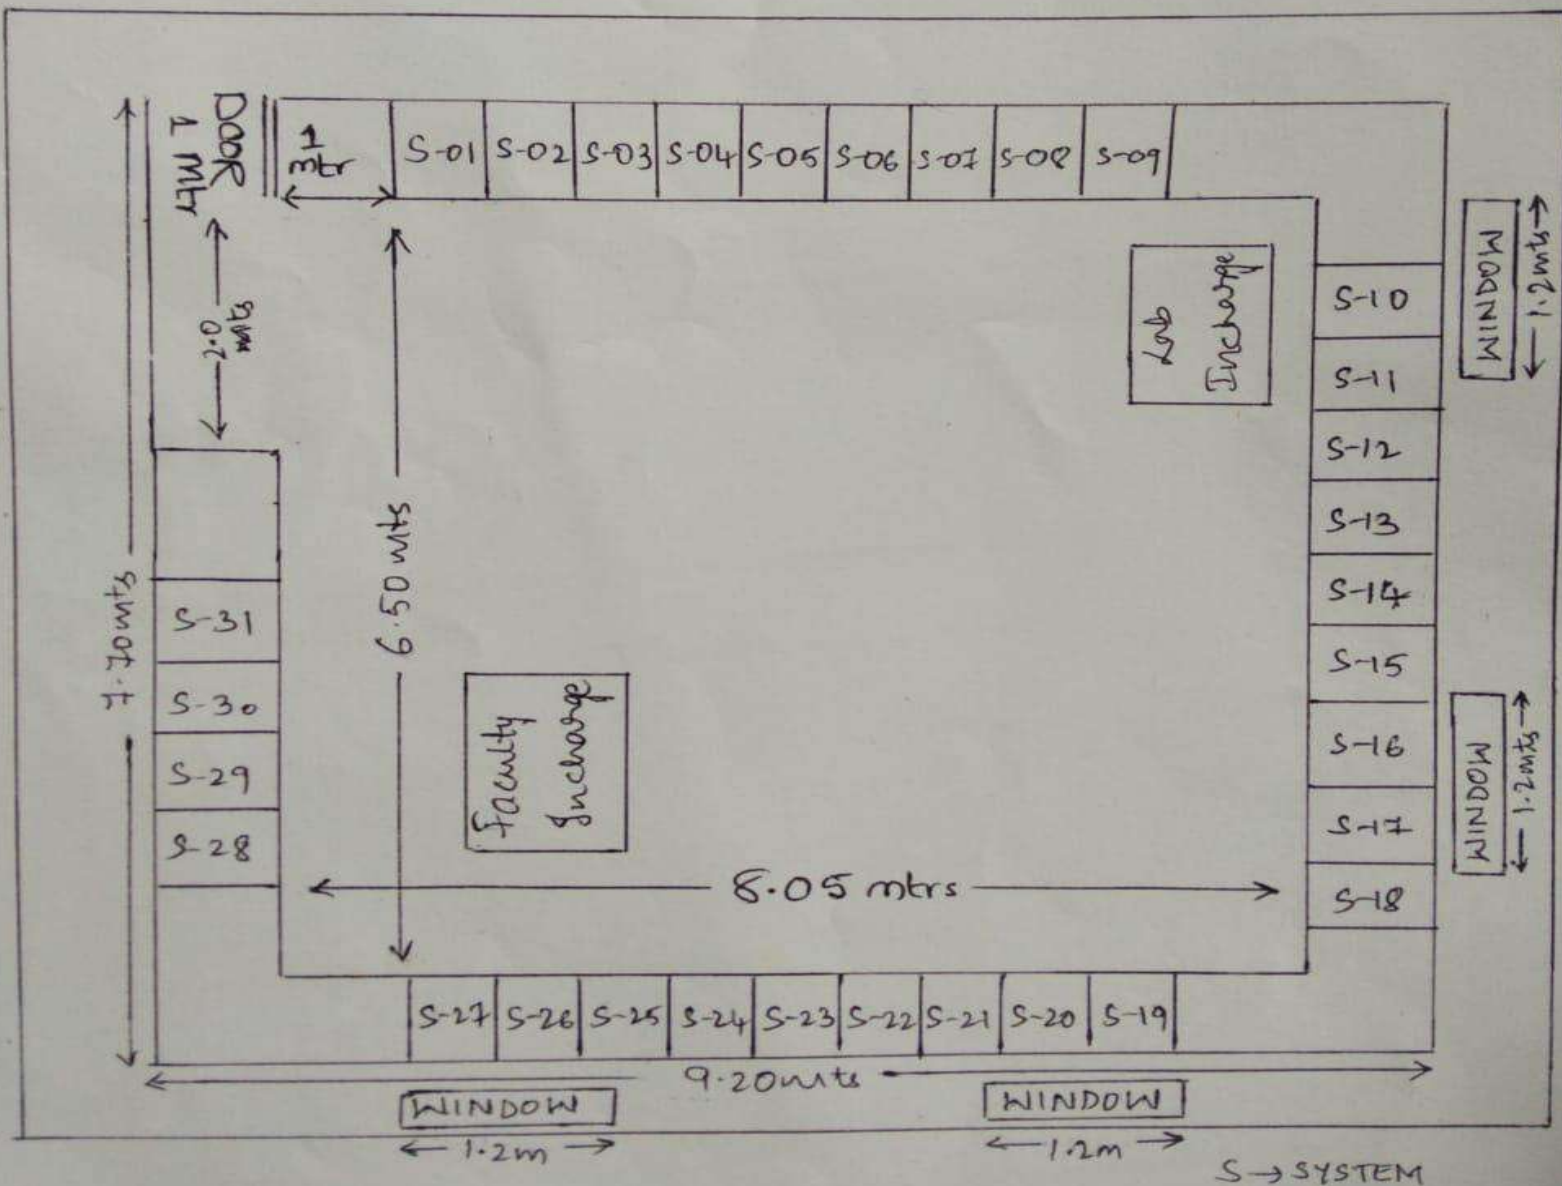 DOOR
1 Mtr
S-01 S-02 S-03 S-04 S-05 S-06 S-07 S-08 S-09
2.0
mts
Lab
Incharge
S-10
S-11
S-12
S-13
S-14
S-15
S-16
S-17
S-18
WINDOW
1.2mts
WINDOW
1.2mts
7.70mts
6.50 mts
S-31
S-30
S-29
S-28
Faculty
Incharge
8.05 mtrs
S-27 S-26 S-25 S-24 S-23 S-22 S-21 S-20 S-19
9.20mts
WINDOW
1.2m
WINDOW
1.2m
S → SYSTEM